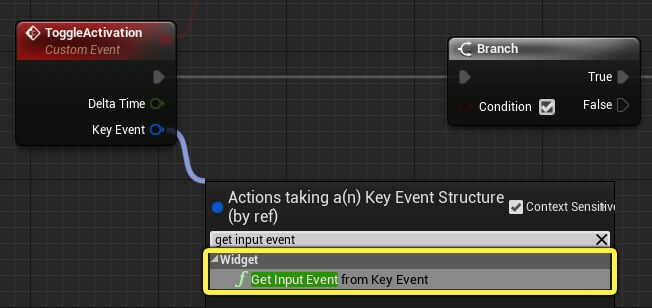 ToggleActivation
Custom Event
Delta Time
Key Event
Branch
True
Condition
False
Actions taking a(n) Key Event Structure
(by ref)
Context Sensitive
get input event
Widget
Get Input Event from Key Event